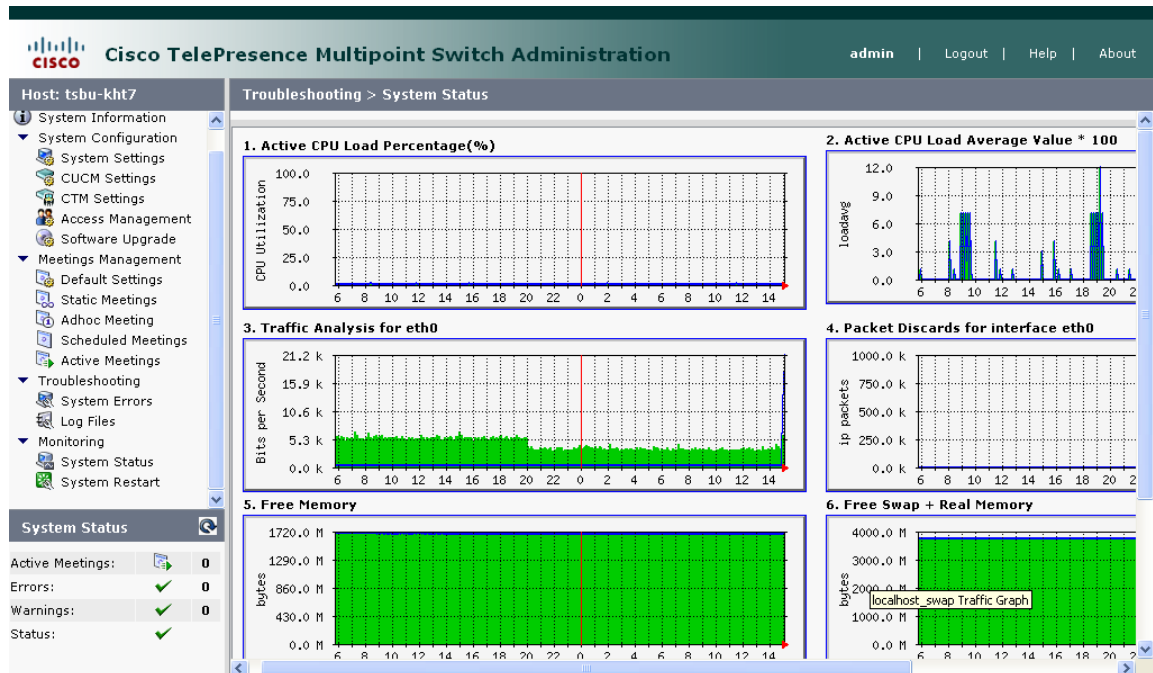 CISCO
Cisco TelePresence Multipoint Switch Administration
admin | Logout | Help | About
Host: tsbu-kht7
Troubleshooting > System Status
System Information
System Configuration
System Settings
CUCM Settings
CTM Settings
Access Management
Software Upgrade
Meetings Management
Default Settings
Static Meetings
Adhoc Meeting
Scheduled Meetings
Active Meetings
Troubleshooting
System Errors
Log Files
Monitoring
System Status
System Restart
System Status
Active Meetings: 0
Errors: 0
Warnings: 0
Status:
1. Active CPU Load Percentage(%)
CPU Utilization
100.0
75.0
50.0
25.0
0.0
6 8 10 12 14 16 18 20 22 0 2 4 6 8 10 12 14
2. Active CPU Load Average Value * 100
loadavg
12.0
9.0
6.0
3.0
0.0
6 8 10 12 14 16 18 20 2
3. Traffic Analysis for eth0
Bits per Second
21.2 k
15.9 k
10.6 k
5.3 k
0.0 k
6 8 10 12 14 16 18 20 22 0 2 4 6 8 10 12 14
4. Packet Discards for interface eth0
ip packets
1000.0 k
750.0 k
500.0 k
250.0 k
0.0 k
6 8 10 12 14 16 18 20 2
5. Free Memory
bytes
1720.0 M
1290.0 M
860.0 M
430.0 M
0.0 M
6 8 10 12 14 16 18 20 22 0 2 4 6 8 10 12 14
6. Free Swap + Real Memory
bytes
4000.0 M
3000.0 M
2000.0 M
localhost_swap Traffic Graph
1000.0 M
0.0 M
6 8 10 12 14 16 18 20 2